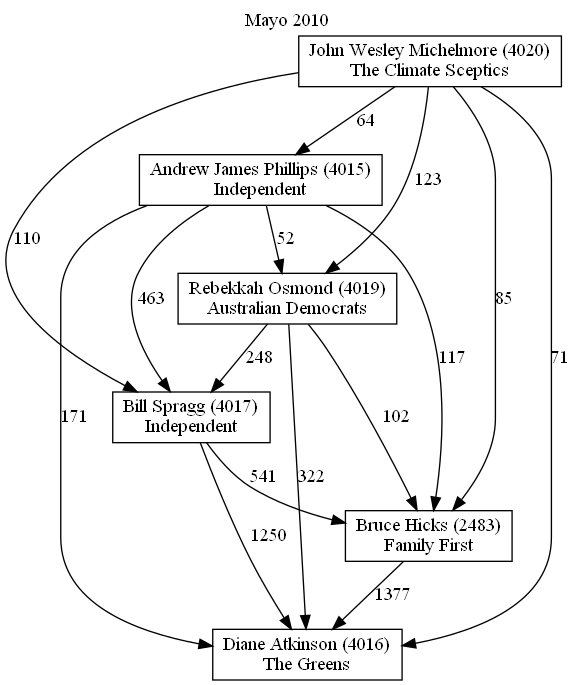 Mayo 2010
John Wesley Michelmore (4020)
The Climate Sceptics
64
Andrew James Phillips (4015)
Independent
123
110
52
463
85
Rebekkah Osmond (4019)
Australian Democrats
248
117
71
Bill Spragg (4017)
Independent
171
102
541
322
1250
Bruce Hicks (2483)
Family First
1377
Diane Atkinson (4016)
The Greens